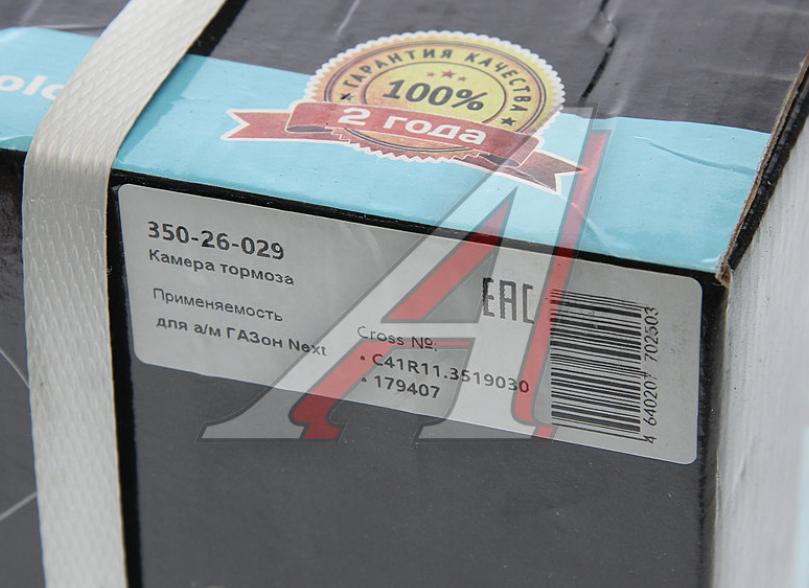 ГАРАНТИЯ КАЧЕСТВА
100%
2 года
350-26-029
Камера тормоза
Применяемость
для а/м ГАЗон Next
Cross №:
• C41R11.3519030
• 179407
EAC
4 640207 702503